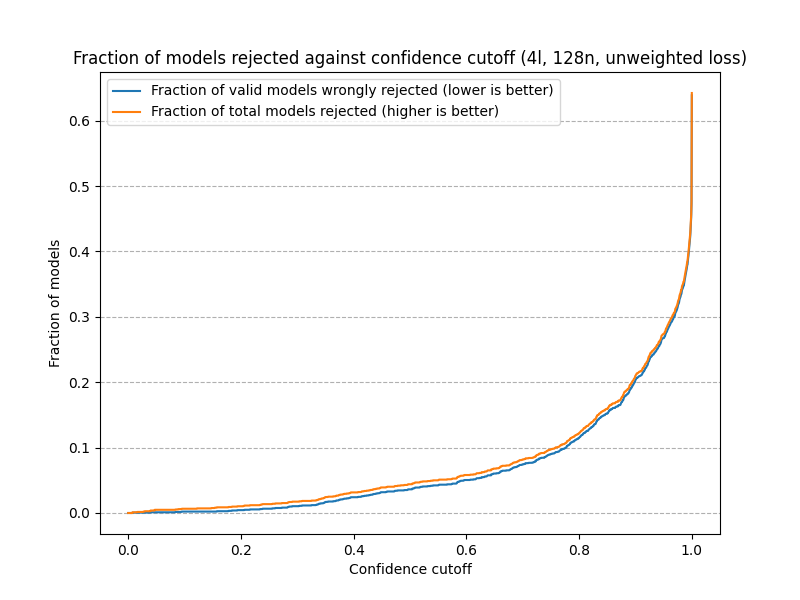 Fraction of models rejected against confidence cutoff (4l, 128n, unweighted loss)
Fraction of valid models wrongly rejected (lower is better)
Fraction of total models rejected (higher is better)
Fraction of models
0.6
0.5
0.4
0.3
0.2
0.1
0.0
0.0 0.2 0.4 0.6 0.8 1.0
Confidence cutoff